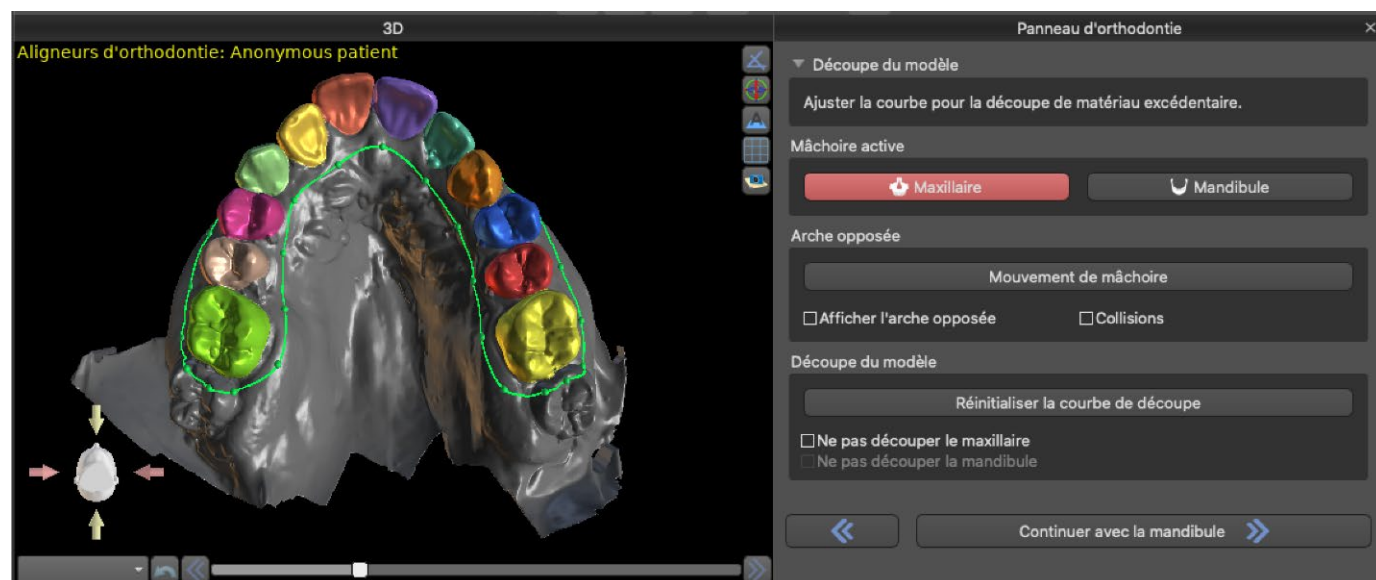 3D
Aligneurs d'orthodontie: Anonymous patient
Panneau d'orthodontie
Découpe du modèle
Ajuster la courbe pour la découpe de matériau excédentaire.
Mâchoire active
Maxillaire
Mandibule
Arche opposée
Mouvement de mâchoire
Afficher l'arche opposée
Collisions
Découpe du modèle
Réinitialiser la courbe de découpe
Ne pas découper le maxillaire
Ne pas découper la mandibule
Continuer avec la mandibule